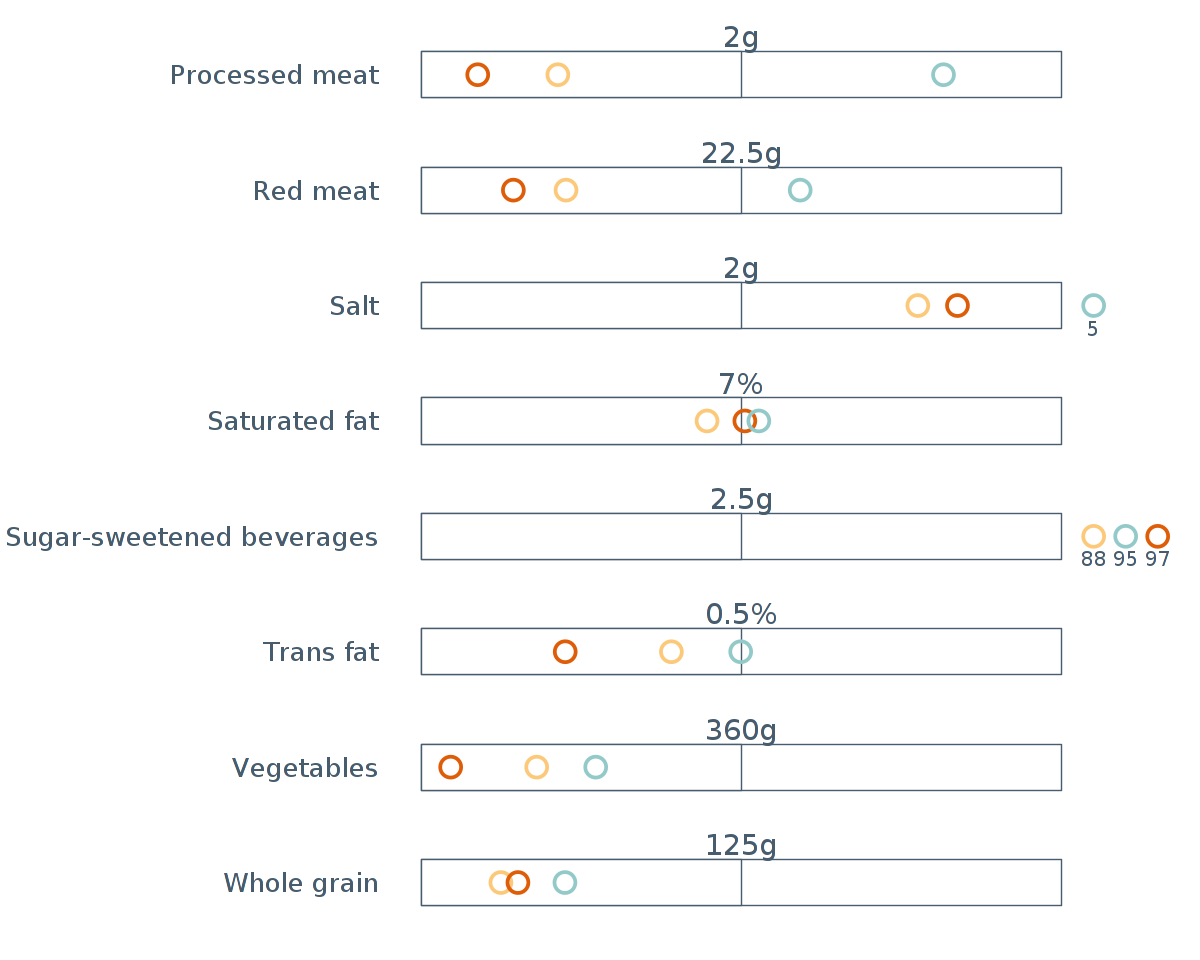 2g
Processed meat
22.5g
Red meat
2g
Salt
5
7%
Saturated fat
2.5g
Sugar-sweetened beverages
88 95 97
0.5%
Trans fat
360g
Vegetables
125g
Whole grain